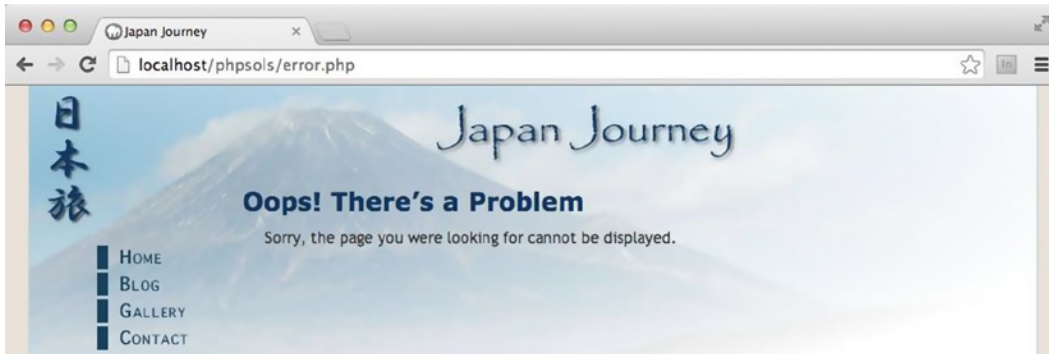 Japan Journey
localhost/phpsols/error.php
日本旅
Japan Journey
Oops! There’s a Problem
Sorry, the page you were looking for cannot be displayed.
HOME
BLOG
GALLERY
CONTACT